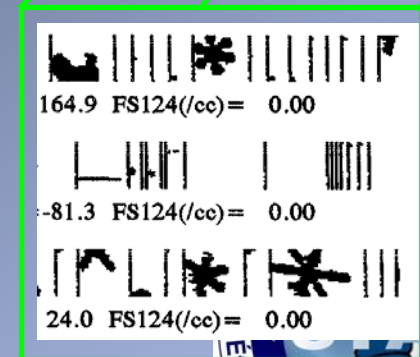 164.9 FS124(/cc)= 0.00
=-81.3 FS124(/cc)= 0.00
24.0 FS124(/cc)= 0.00